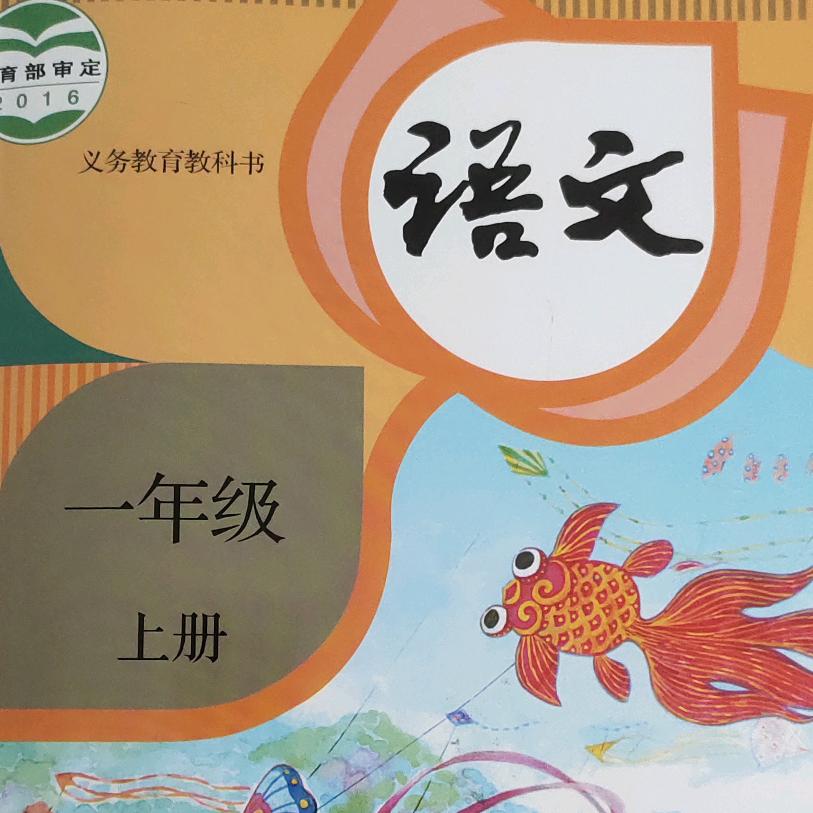 育部审定
2016
义务教育教科书
语文
一年级
上册